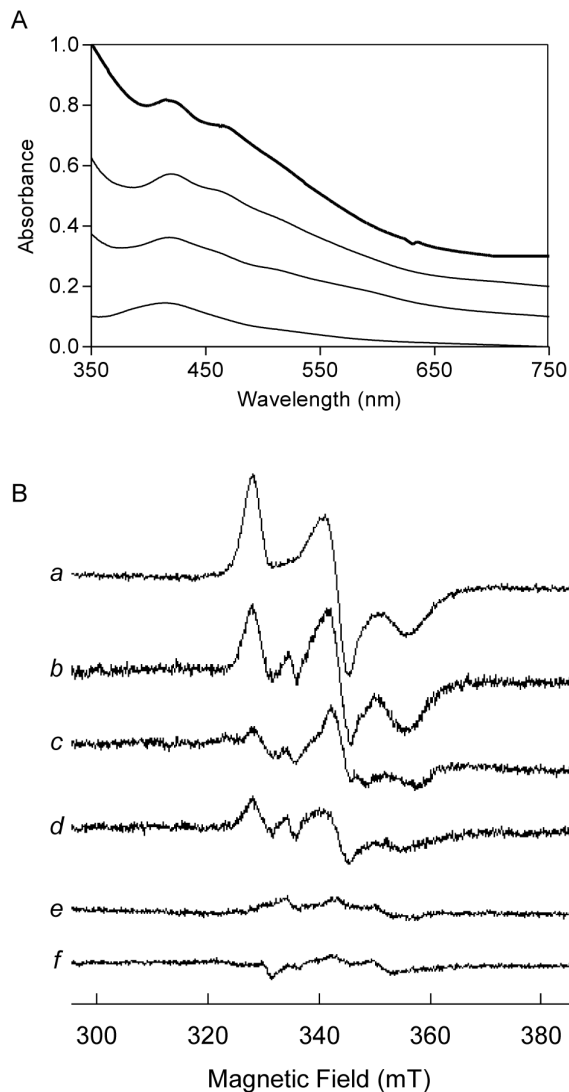 A
1.0
0.8
0.6
0.4
0.2
0.0
Absorbance
350 450 550 650 750
Wavelength (nm)
B
a
b
c
d
e
f
300 320 340 360 380
Magnetic Field (mT)